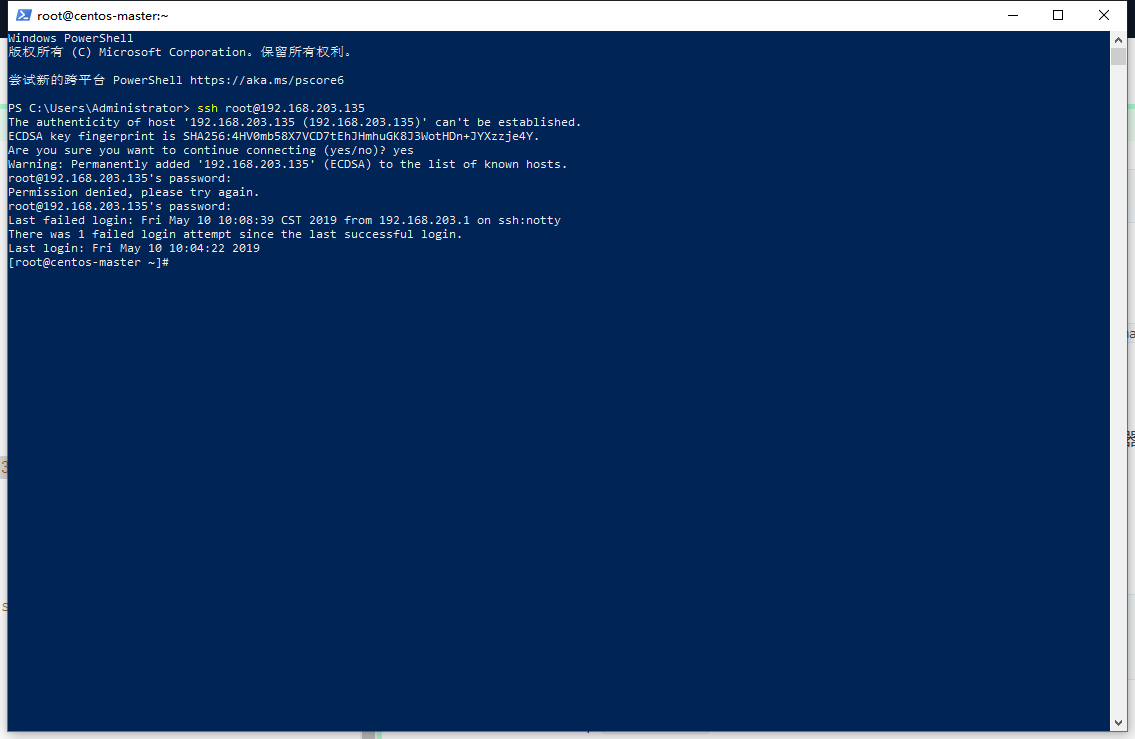 root@centos-master:~
Windows PowerShell
版权所有 (C) Microsoft Corporation。保留所有权利。
尝试新的跨平台 PowerShell https://aka.ms/pscore6
PS C:\Users\Administrator> ssh root@192.168.203.135
The authenticity of host '192.168.203.135 (192.168.203.135)' can't be established.
ECDSA key fingerprint is SHA256:4HV0mb58X7VCD7tEhJHmhuGK8J3WotHDn+JYXzzje4Y.
Are you sure you want to continue connecting (yes/no)? yes
Warning: Permanently added '192.168.203.135' (ECDSA) to the list of known hosts.
root@192.168.203.135's password:
Permission denied, please try again.
root@192.168.203.135's password:
Last failed login: Fri May 10 10:08:39 CST 2019 from 192.168.203.1 on ssh:notty
There was 1 failed login attempt since the last successful login.
Last login: Fri May 10 10:04:22 2019
[root@centos-master ~]#